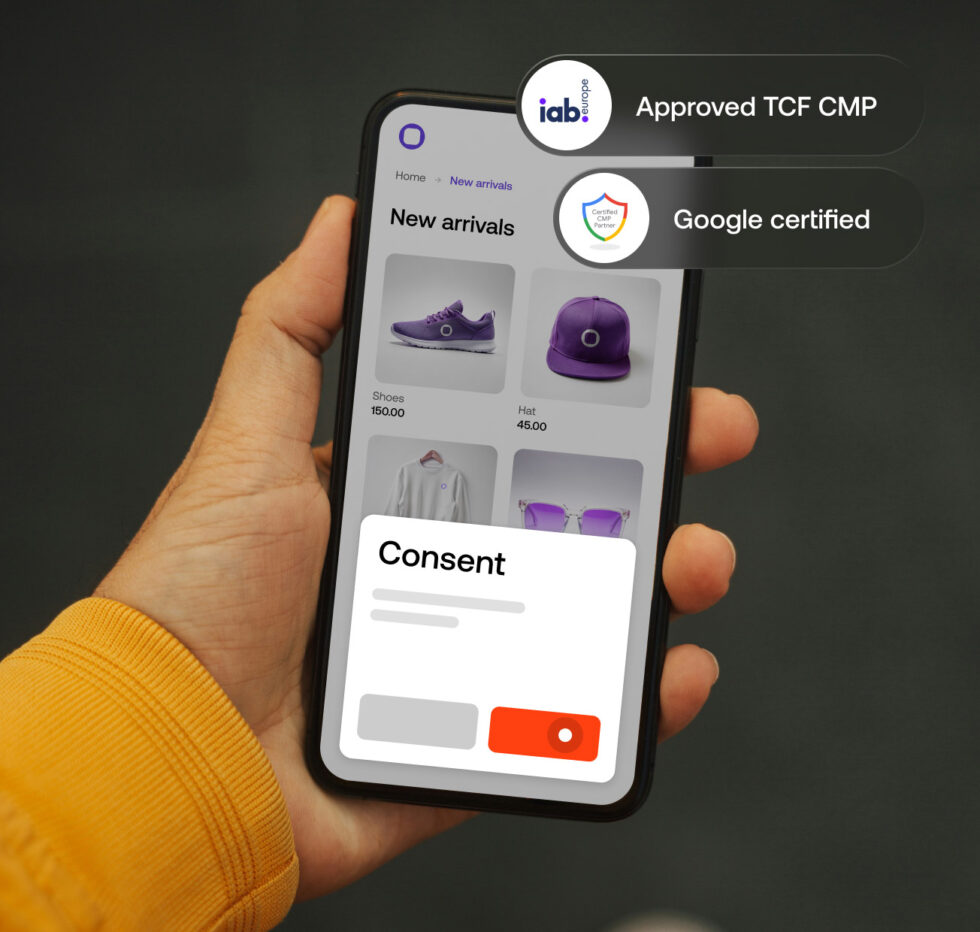 iab.
europe
Approved TCF CMP
Certified
CMP
Partner
Google certified
Home → New arrivals
New arrivals
Shoes
150.00
Hat
45.00
Consent